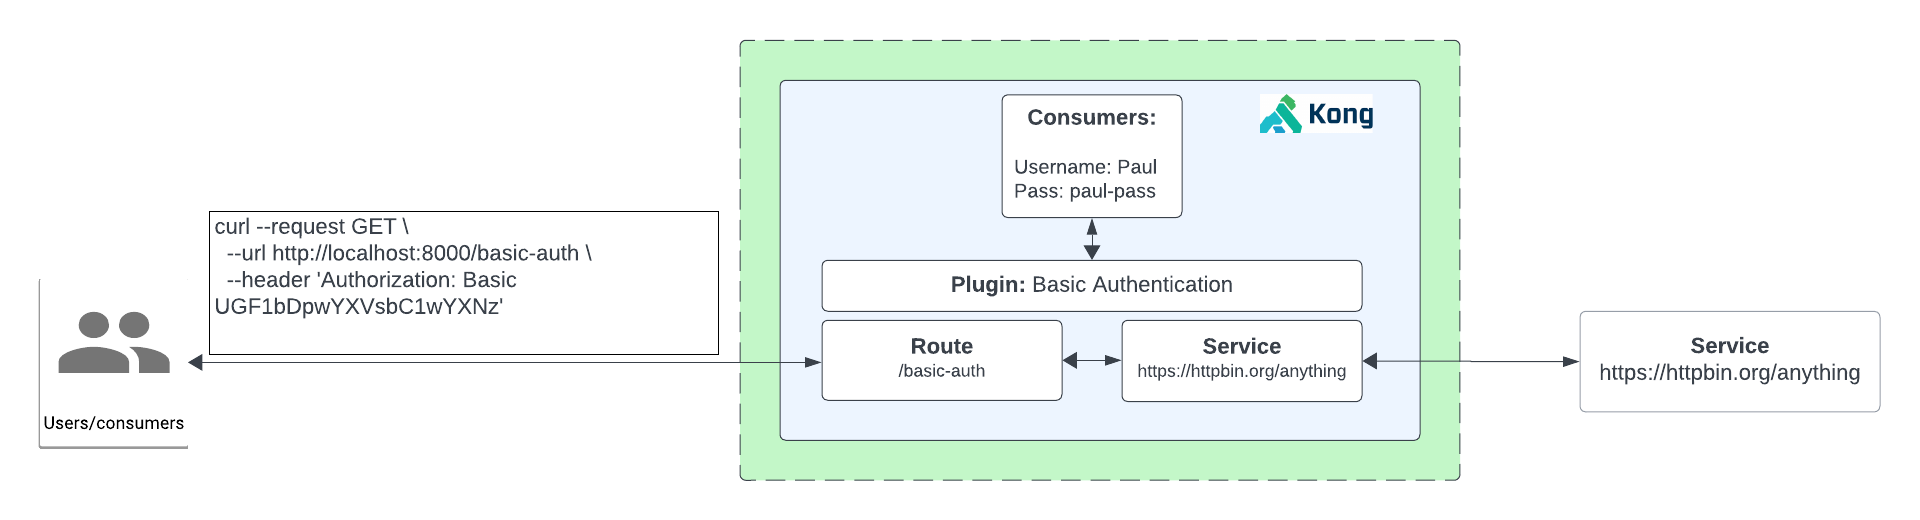 Kong
Consumers:
Username: Paul
Pass: paul-pass
curl --request GET \
--url http://localhost:8000/basic-auth \
--header 'Authorization: Basic
UGF1bDpwYXVsbC1wYXNz'
Plugin: Basic Authentication
Route
/basic-auth
Service
https://httpbin.org/anything
Service
https://httpbin.org/anything
Users/consumers